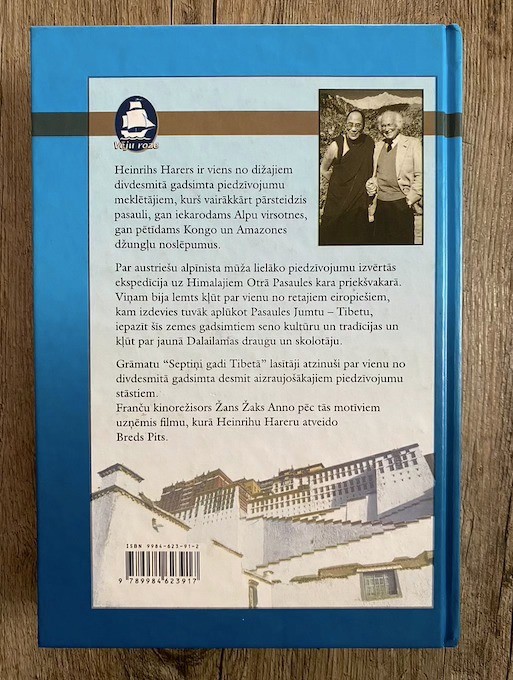 Vēju roze
Heinrihs Harers ir viens no dižajiem
divdesmitā gadsimta piedzīvojumu
meklētājiem, kurš vairākkārt pārsteidzis
pasauli, gan iekarodams Alpu virsotnes,
gan pētīdams Kongo un Amazones
džungļu noslēpumus.
Par austriešu alpīnista mūža lielāko piedzīvojumu izvērtās
ekspedīcija uz Himalajiem Otrā Pasaules kara priekšvakarā.
Viņam bija lemts kļūt par vienu no retajiem eiropiešiem,
kam izdevies tuvāk aplūkot Pasaules Jumtu – Tibetu,
iepazīt šīs zemes gadsimtiem seno kultūru un tradīcijas un
kļūt par jaunā Dalailamas draugu un skolotāju.
Grāmatu “Septiņi gadi Tibetā” lasītāji atzinuši par vienu no
divdesmitā gadsimta desmit aizraujošākajiem piedzīvojumu
stāstiem.
Franču kinorežisors Žans Žaks Anno pēc tās motīviem
uzņēmis filmu, kurā Heinrihu Hareru atveido
Breds Pits.
ISBN 9984-623-91-2
9 789984 623917